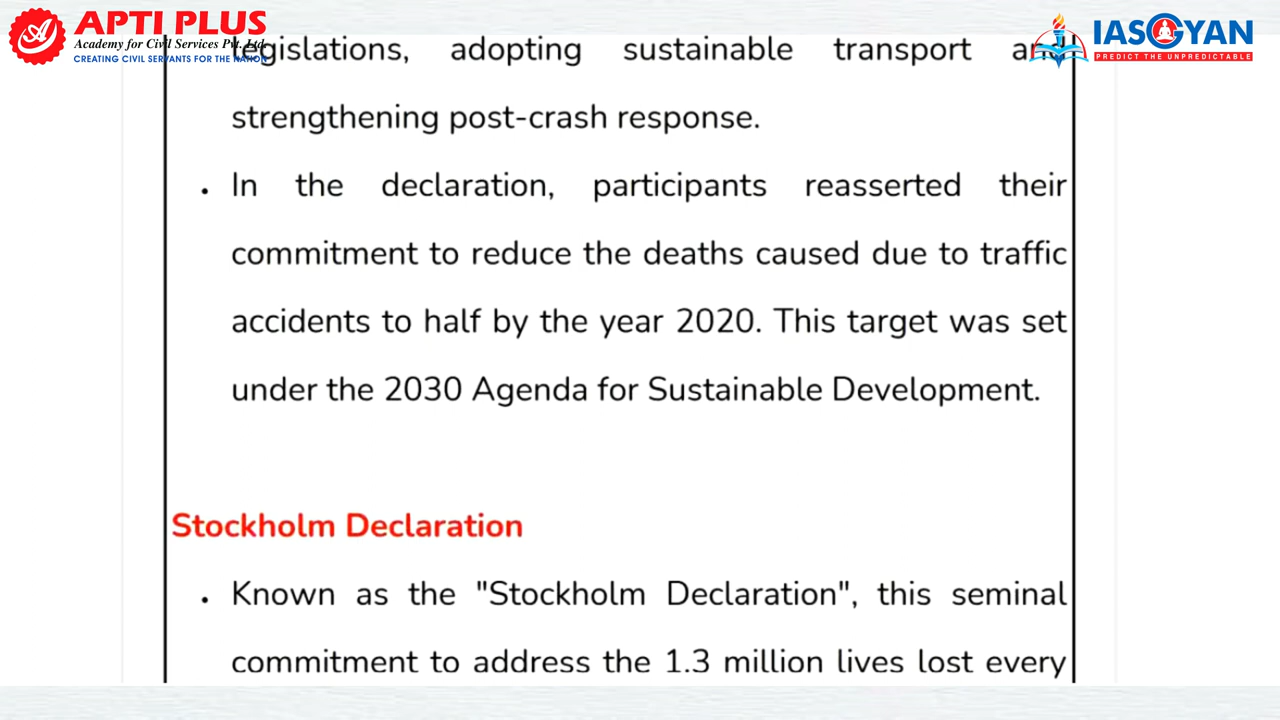 APTI PLUS
Academy for Civil Services Pvt. Ltd.
CREATING CIVIL SERVANTS FOR THE NATION
IASGYAN
PREDICT THE UNPREDICTABLE
legislations, adopting sustainable transport and
strengthening post-crash response.
• In the declaration, participants reasserted their
commitment to reduce the deaths caused due to traffic
accidents to half by the year 2020. This target was set
under the 2030 Agenda for Sustainable Development.
Stockholm Declaration
• Known as the "Stockholm Declaration", this seminal
commitment to address the 1.3 million lives lost every